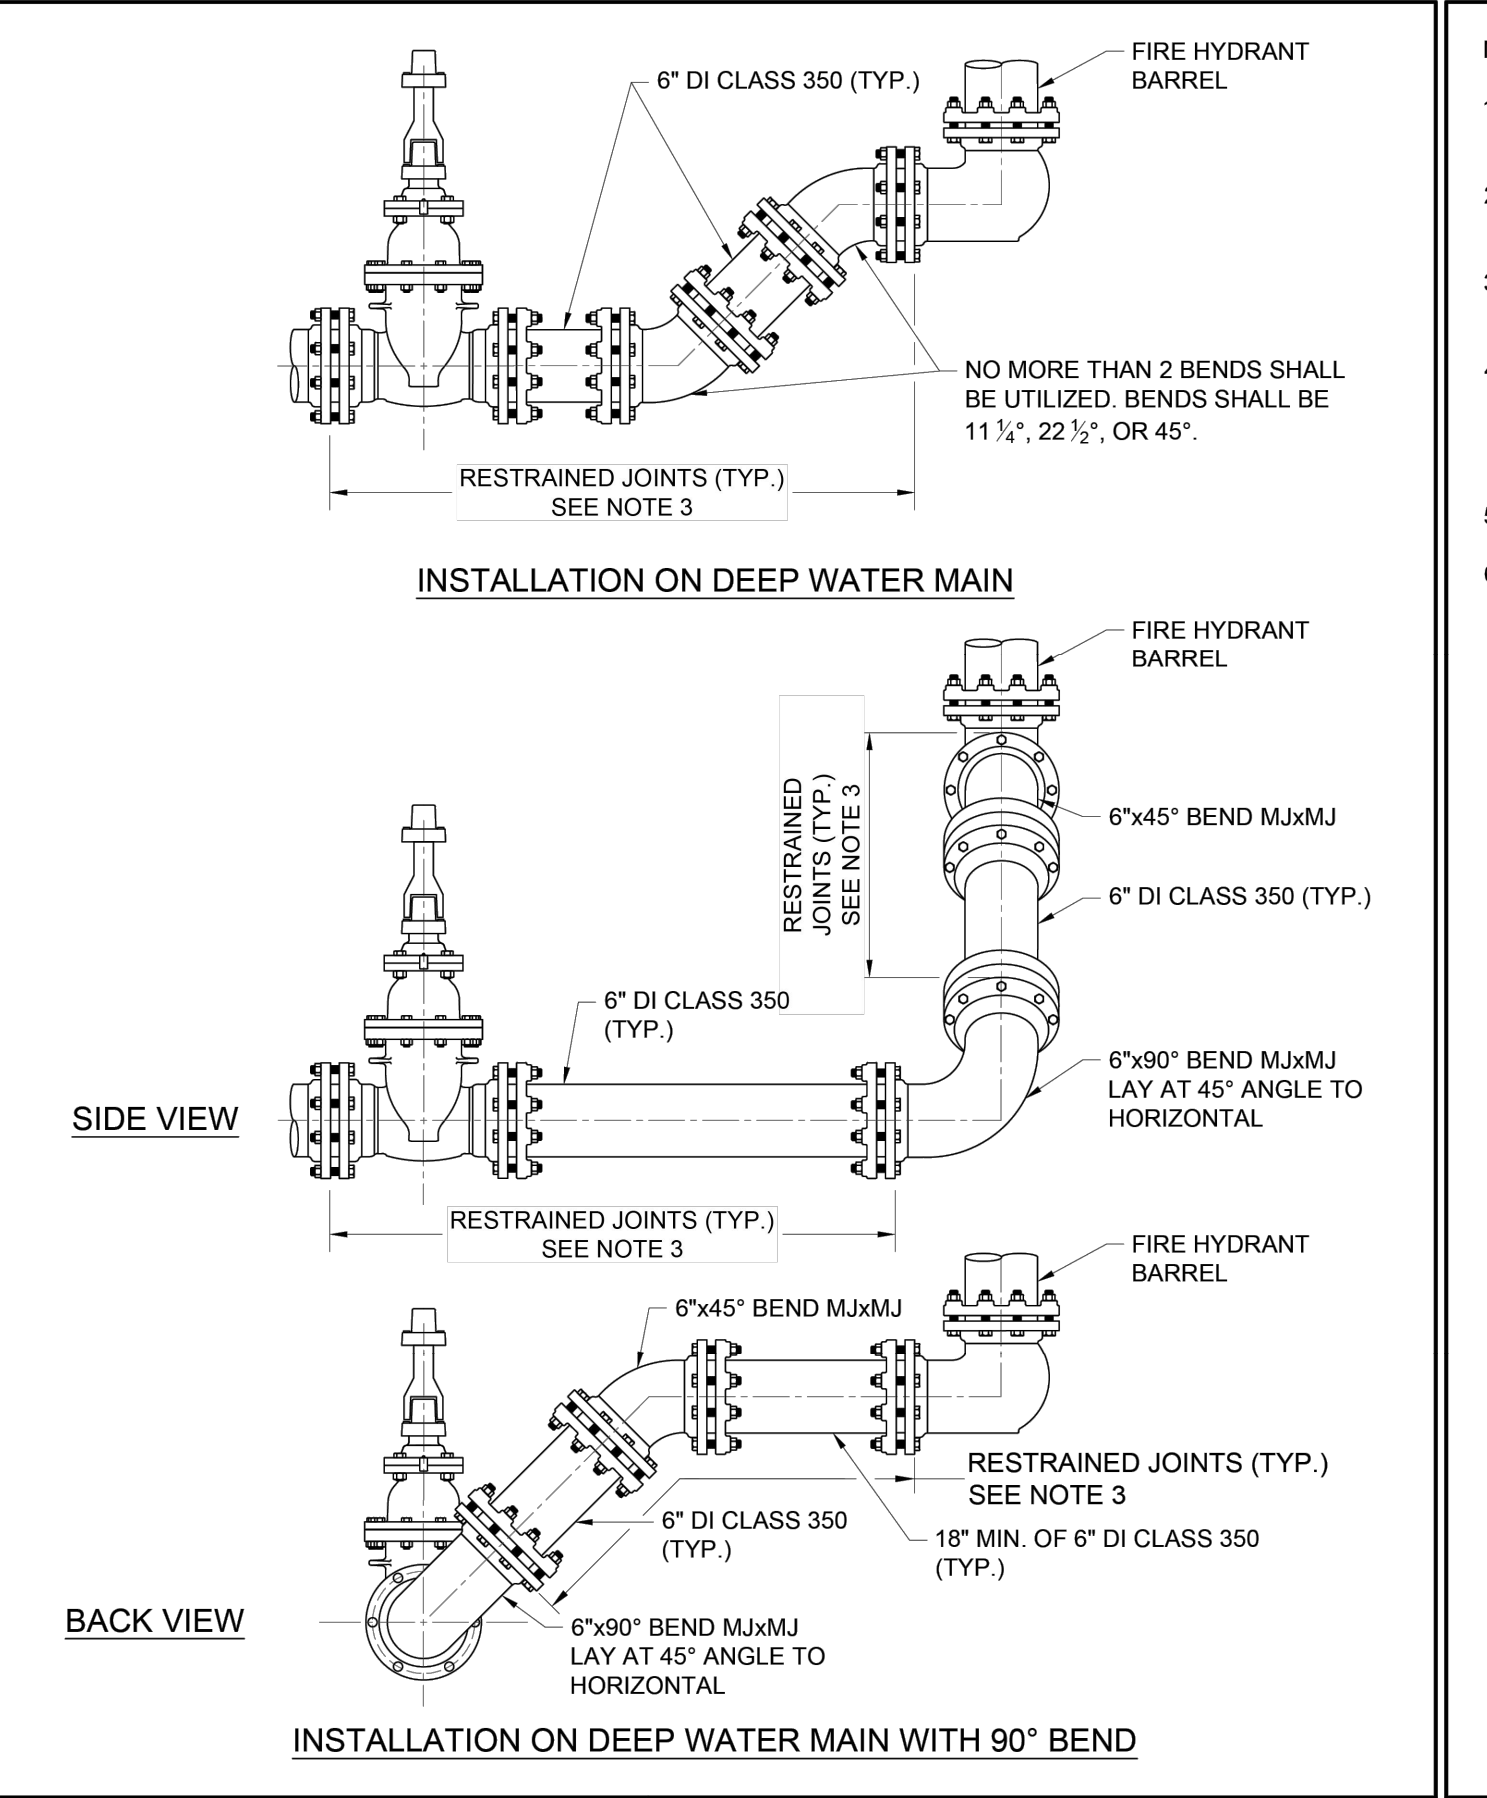 FIRE HYDRANT
BARREL
6" DI CLASS 350 (TYP.)
NO MORE THAN 2 BENDS SHALL
BE UTILIZED. BENDS SHALL BE
11 ¼°, 22 ½°, OR 45°.
RESTRAINED JOINTS (TYP.)
SEE NOTE 3
INSTALLATION ON DEEP WATER MAIN
FIRE HYDRANT
BARREL
RESTRAINED
JOINTS (TYP.)
SEE NOTE 3
6"x45° BEND MJxMJ
6" DI CLASS 350 (TYP.)
6" DI CLASS 350
(TYP.)
6"x90° BEND MJxMJ
LAY AT 45° ANGLE TO
HORIZONTAL
SIDE VIEW
RESTRAINED JOINTS (TYP.)
SEE NOTE 3
FIRE HYDRANT
BARREL
6"x45° BEND MJxMJ
RESTRAINED JOINTS (TYP.)
SEE NOTE 3
6" DI CLASS 350
(TYP.)
18" MIN. OF 6" DI CLASS 350
(TYP.)
BACK VIEW
6"x90° BEND MJxMJ
LAY AT 45° ANGLE TO
HORIZONTAL
INSTALLATION ON DEEP WATER MAIN WITH 90° BEND